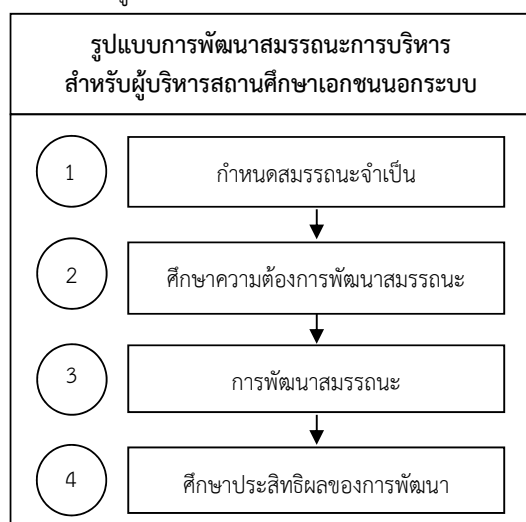 รูปแบบการพัฒนาสมรรถนะการบริหาร
สำหรับผู้บริหารสถานศึกษาเอกชนนอกระบบ
1
กำหนดสมรรถนะจำเป็น
2
ศึกษาความต้องการพัฒนาสมรรถนะ
3
การพัฒนาสมรรถนะ
4
ศึกษาประสิทธิผลของการพัฒนา